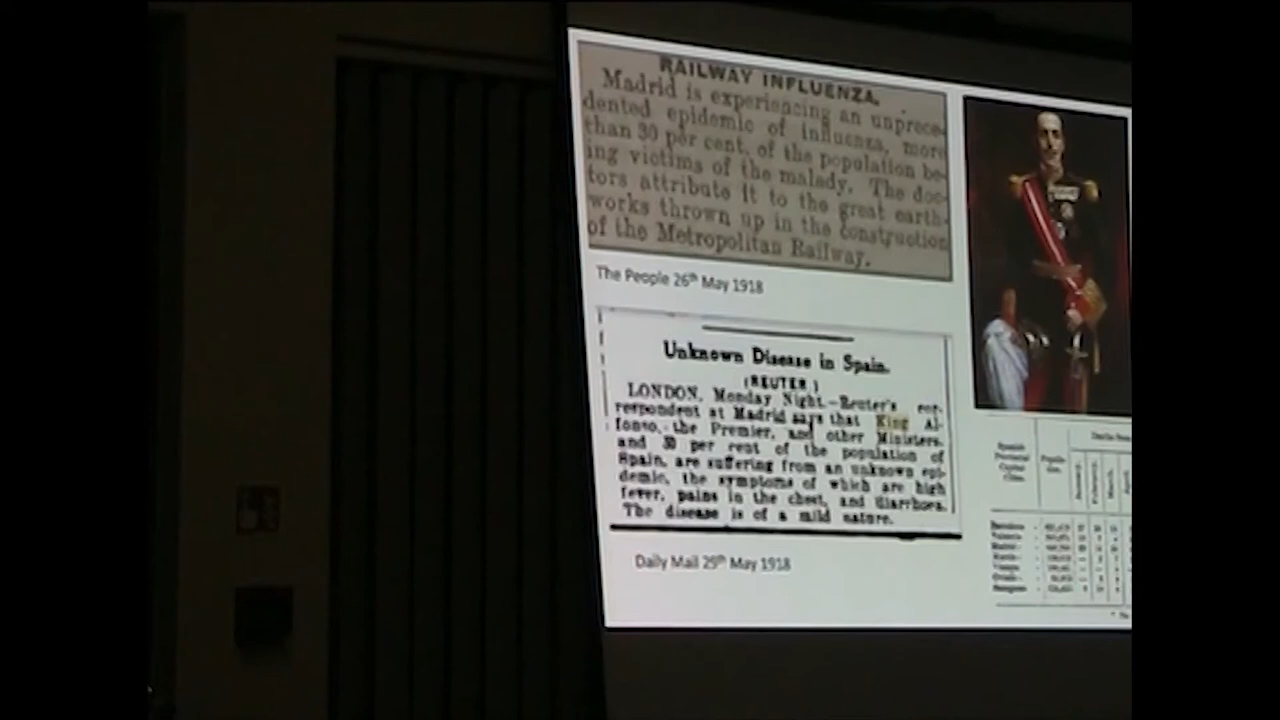 RAILWAY INFLUENZA.
Madrid is experiencing an unprece-
dented epidemic of influenza, more
than 30 per cent. of the population be-
ing victims of the malady. The doc-
tors attribute it to the great earth-
works thrown up in the construction
of the Metropolitan Railway.
The People 26th May 1918
Unknown Disease in Spain.
(REUTER)
LONDON, Monday Night.—Reuter's cor-
respondent at Madrid says that King Al-
fonso, the Premier, and other Ministers,
and 30 per cent of the population of
Spain, are suffering from an unknown epi-
demic, the symptoms of which are high
fever, pains in the chest, and diarrhoea.
The disease is of a mild nature.
Daily Mail 29th May 1918
January,
February,
March,
April,